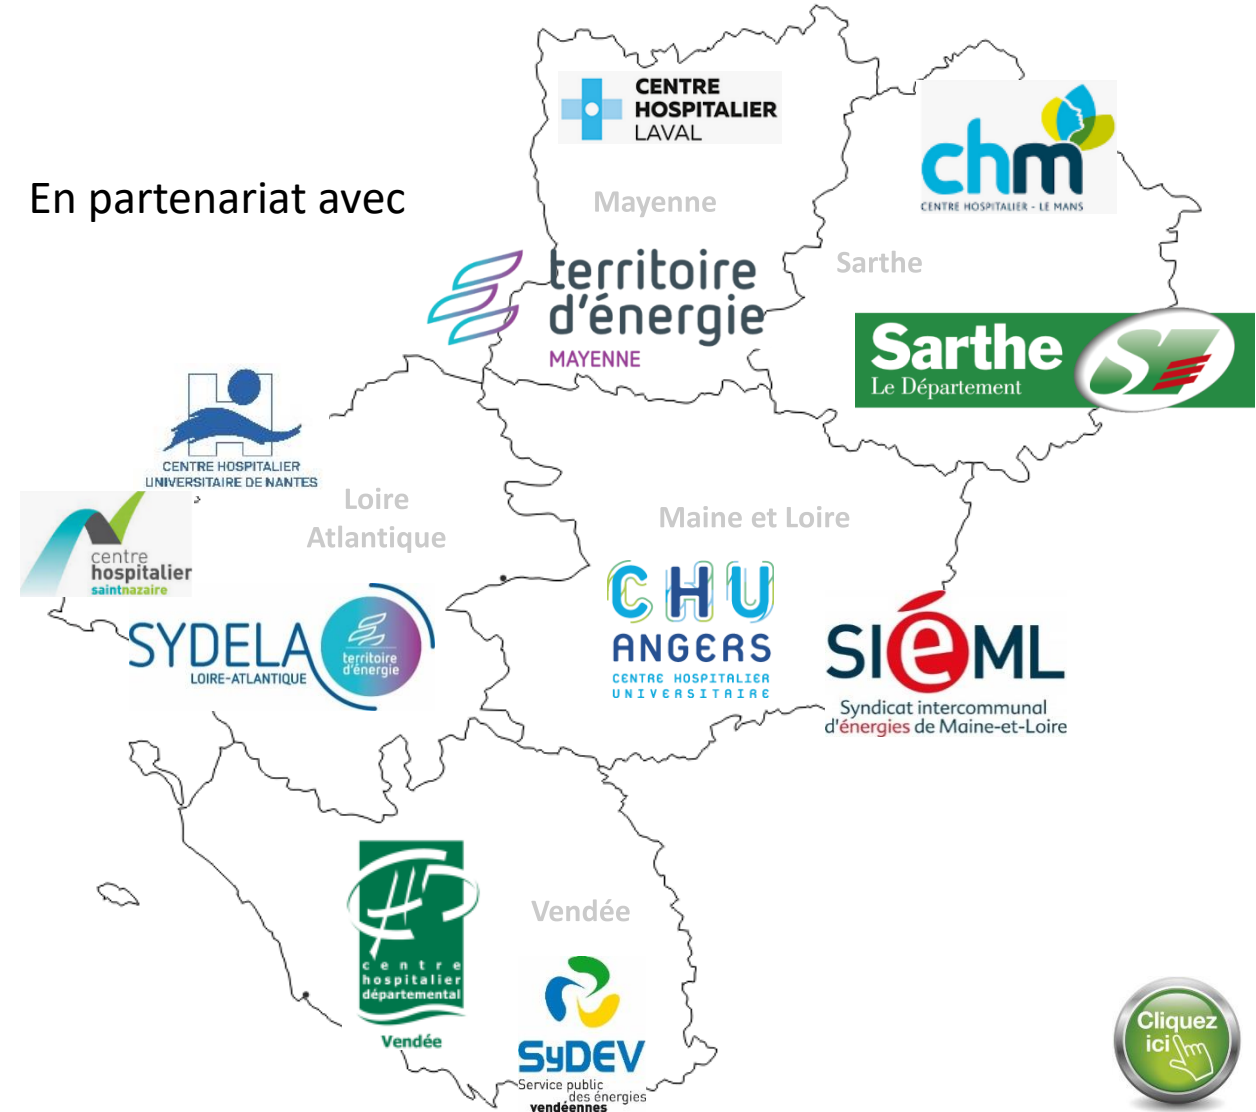 CENTRE
HOSPITALIER
LAVAL
chm
CENTRE HOSPITALIER - LE MANS
En partenariat avec
Mayenne
Sarthe
territoire
d'énergie
MAYENNE
Sarthe
Le Département
CENTRE HOSPITALIER
UNIVERSITAIRE DE NANTES
Loire
Atlantique
Maine et Loire
centre
hospitalier
saintnazaire
CHU
ANGERS
CENTRE HOSPITALIER
UNIVERSITAIRE
SYDELA
LOIRE-ATLANTIQUE
territoire
d'énergie
SIéML
Syndicat intercommunal
d'énergies de Maine-et-Loire
centre
hospitalier
départemental
Vendée
Vendée
SyDEV
Service public
des énergies
vendéennes
Cliquez
ici